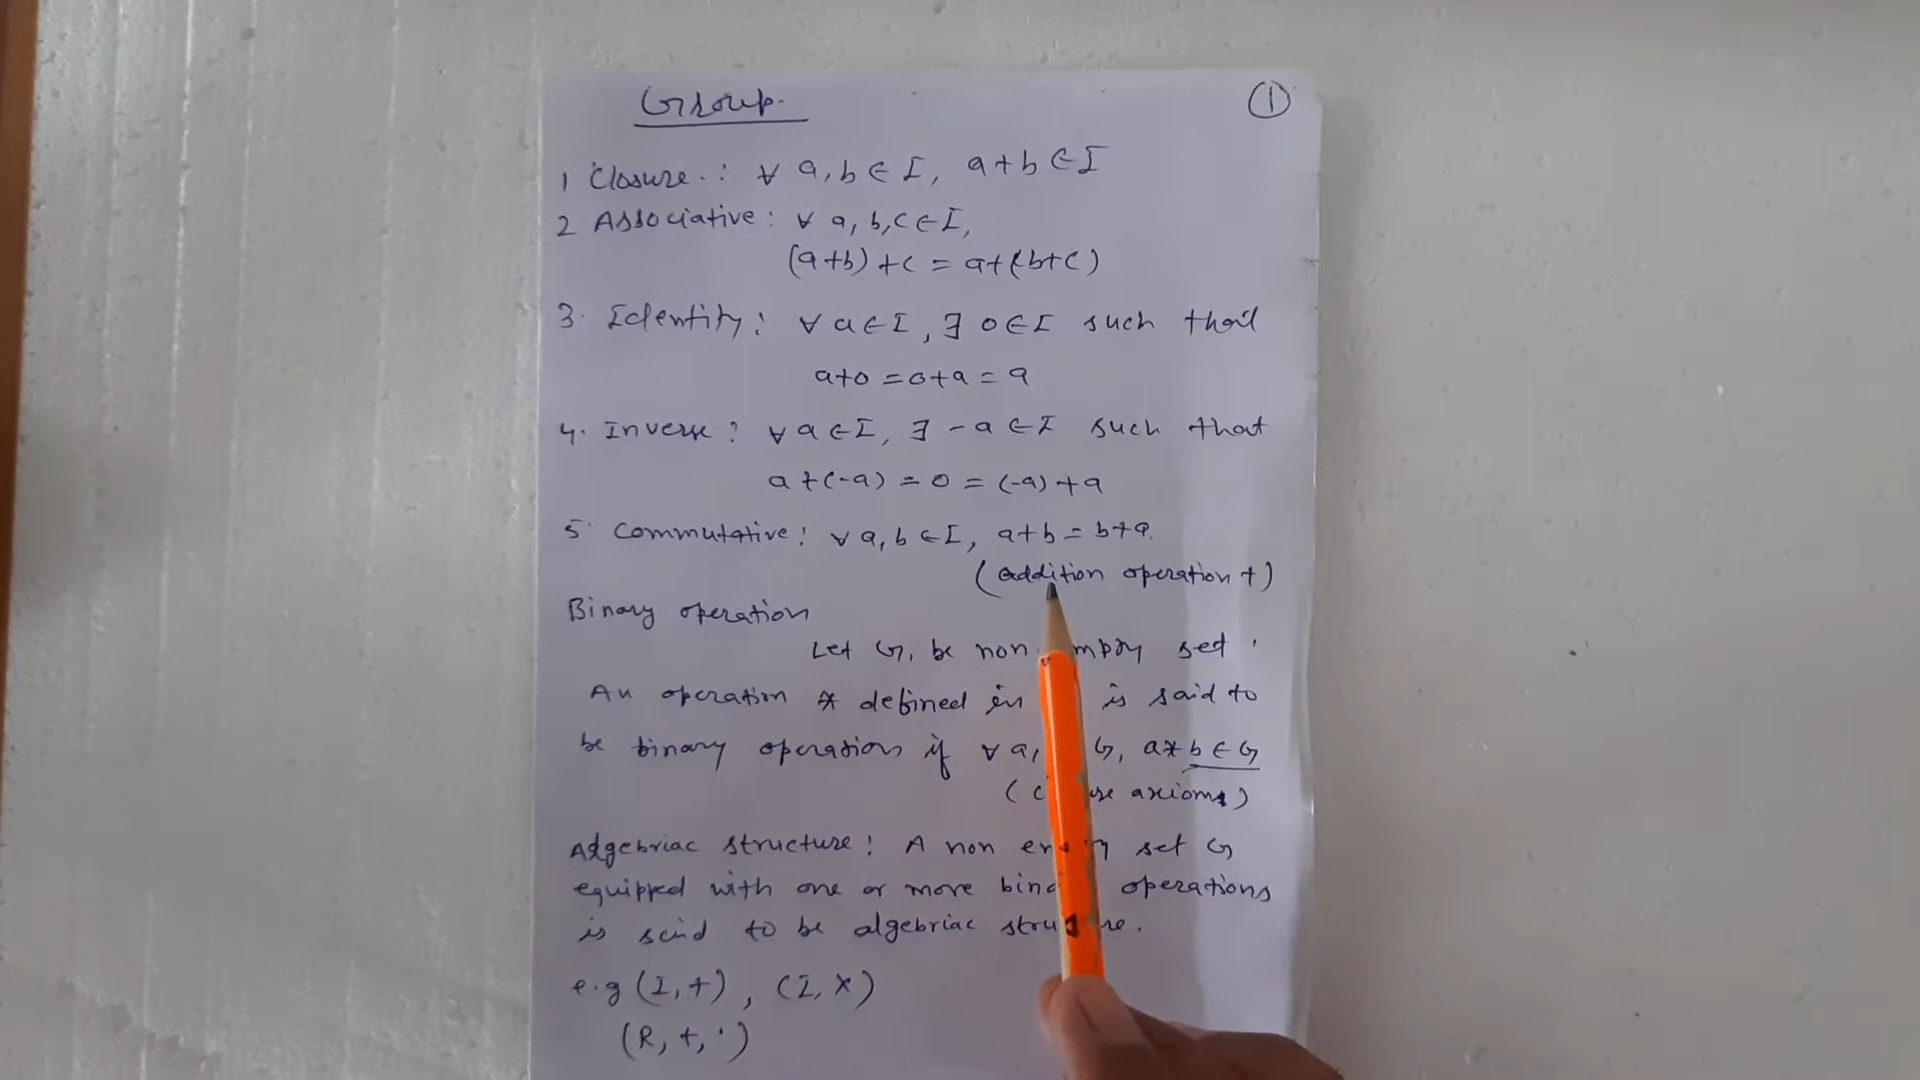 Group.
①
1 Closure.: ∀ a, b ∈ I, a+b ∈ I
2 Associative: ∀ a, b, c ∈ I,
(a+b) +c = a+(b+c)
3. Identity: ∀ a ∈ I, ∃ 0 ∈ I such that
a+0 = 0+a = a
4. Inverse: ∀ a ∈ I, ∃ -a ∈ I such that
a+(-a) = 0 = (-a)+a
5. Commutative: ∀ a, b ∈ I, a+b = b+a.
(addition operation +)
Binary operation
Let G, be non set.
An operation * defined in is said to
be binary operation if ∀ a, G, a*b ∈ G
( axioms)
Algebriac structure: A non set G
equipped with one or more operations
is said to be algebriac
e.g (I, +), (I, ×)
(R, +, ·)